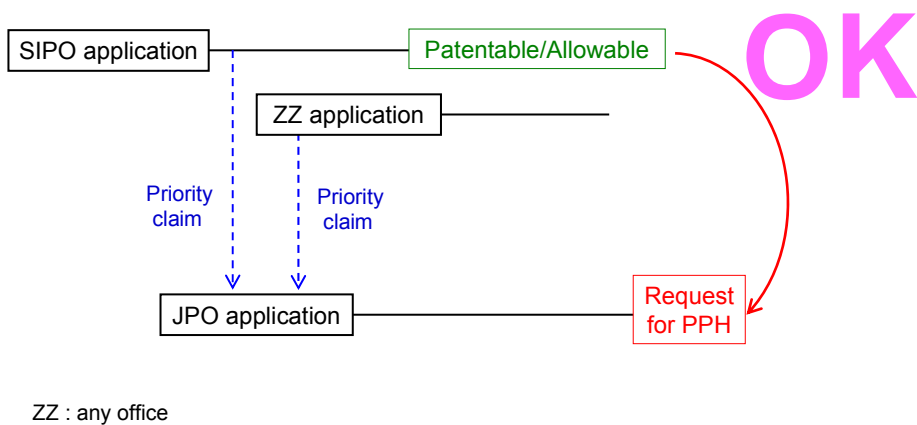 SIPO application
Patentable/Allowable
OK
ZZ application
Priority
claim
Priority
claim
JPO application
Request
for PPH
ZZ : any office